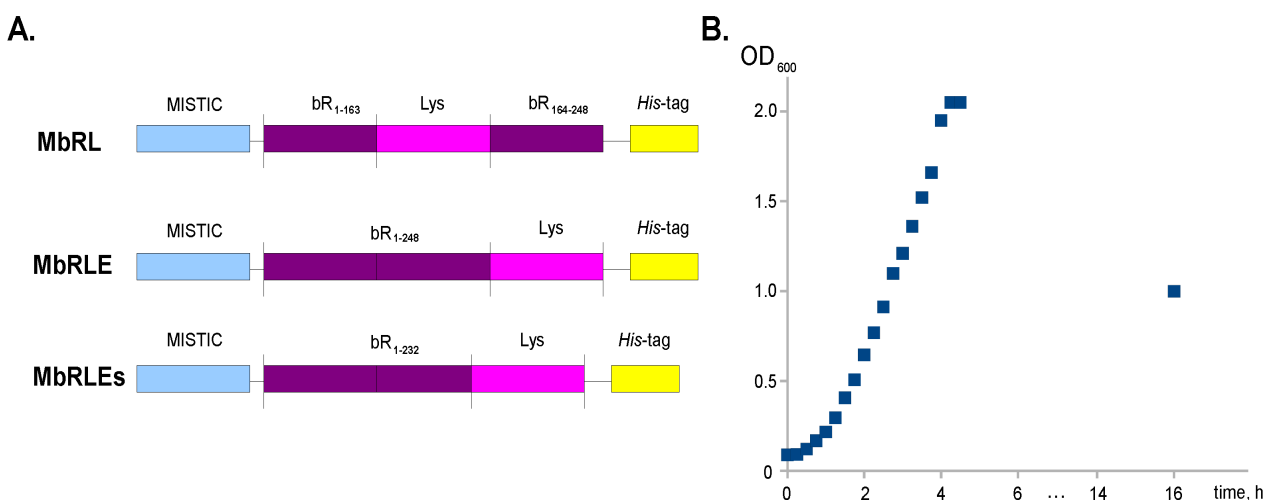 A.
MISTIC bR1-163 Lys bR164-248 His-tag
MbRL
MISTIC bR1-248 Lys His-tag
MbRLE
MISTIC bR1-232 Lys His-tag
MbRLEs
B.
OD600
2.0
1.5
1.0
0.5
0
0 2 4 6 ... 14 16 time, h